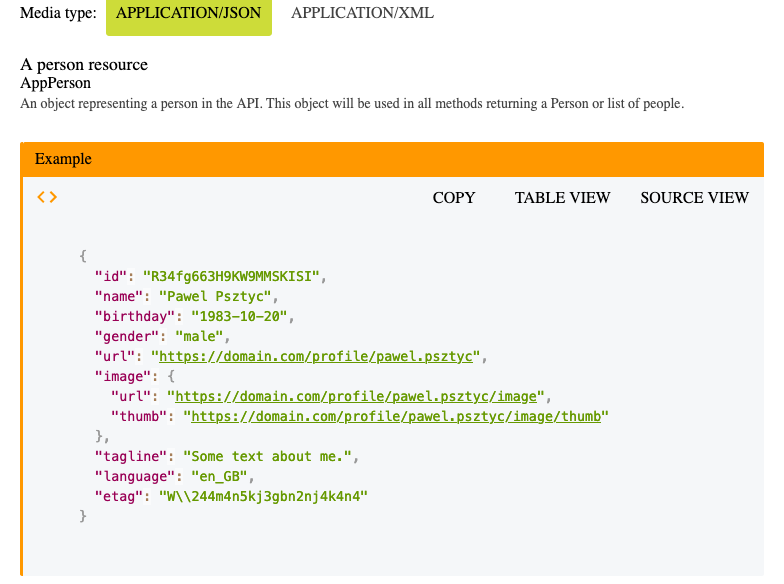 Media type: APPLICATION/JSON APPLICATION/XML
A person resource
AppPerson
An object representing a person in the API. This object will be used in all methods returning a Person or list of people.
Example
<> COPY TABLE VIEW SOURCE VIEW
{
"id": "R34fg663H9KW9MMSKISI",
"name": "Pawel Psztyc",
"birthday": "1983-10-20",
"gender": "male",
"url": "https://domain.com/profile/pawel.psztyc",
"image": {
"url": "https://domain.com/profile/pawel.psztyc/image",
"thumb": "https://domain.com/profile/pawel.psztyc/image/thumb"
},
"tagline": "Some text about me.",
"language": "en_GB",
"etag": "W\\244m4n5kj3gbn2nj4k4n4"
}